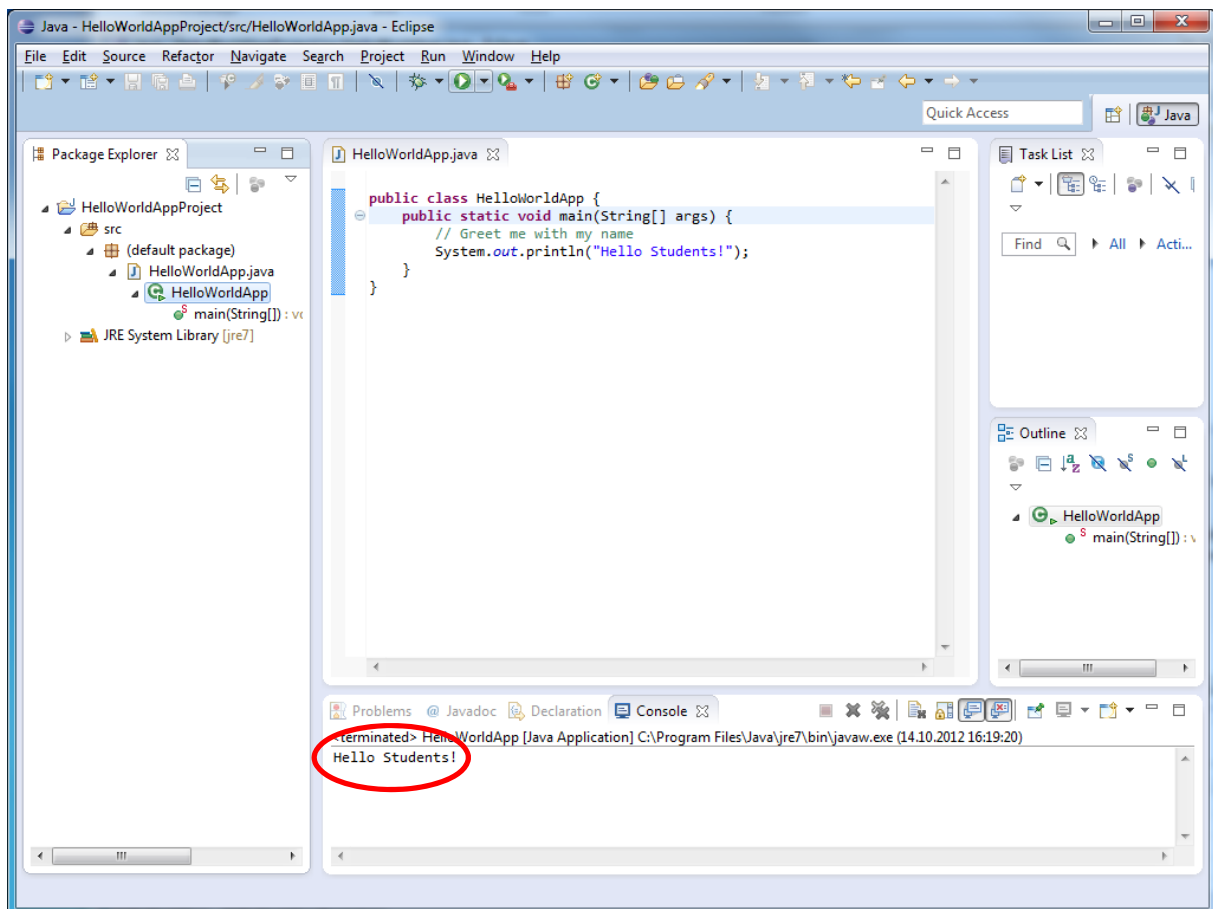 Java - HelloWorldAppProject/src/HelloWorldApp.java - Eclipse
File Edit Source Refactor Navigate Search Project Run Window Help
Quick Access
Java
Package Explorer
HelloWorldAppProject
src
(default package)
HelloWorldApp.java
HelloWorldApp
main(String[]) : vo
JRE System Library [jre7]
HelloWorldApp.java
public class HelloWorldApp {
public static void main(String[] args) {
// Greet me with my name
System.out.println("Hello Students!");
}
}
Task List
Find All Acti...
Outline
HelloWorldApp
main(String[]) : v
Problems @ Javadoc Declaration Console
<terminated> HelloWorldApp [Java Application] C:\Program Files\Java\jre7\bin\javaw.exe (14.10.2012 16:19:20)
Hello Students!